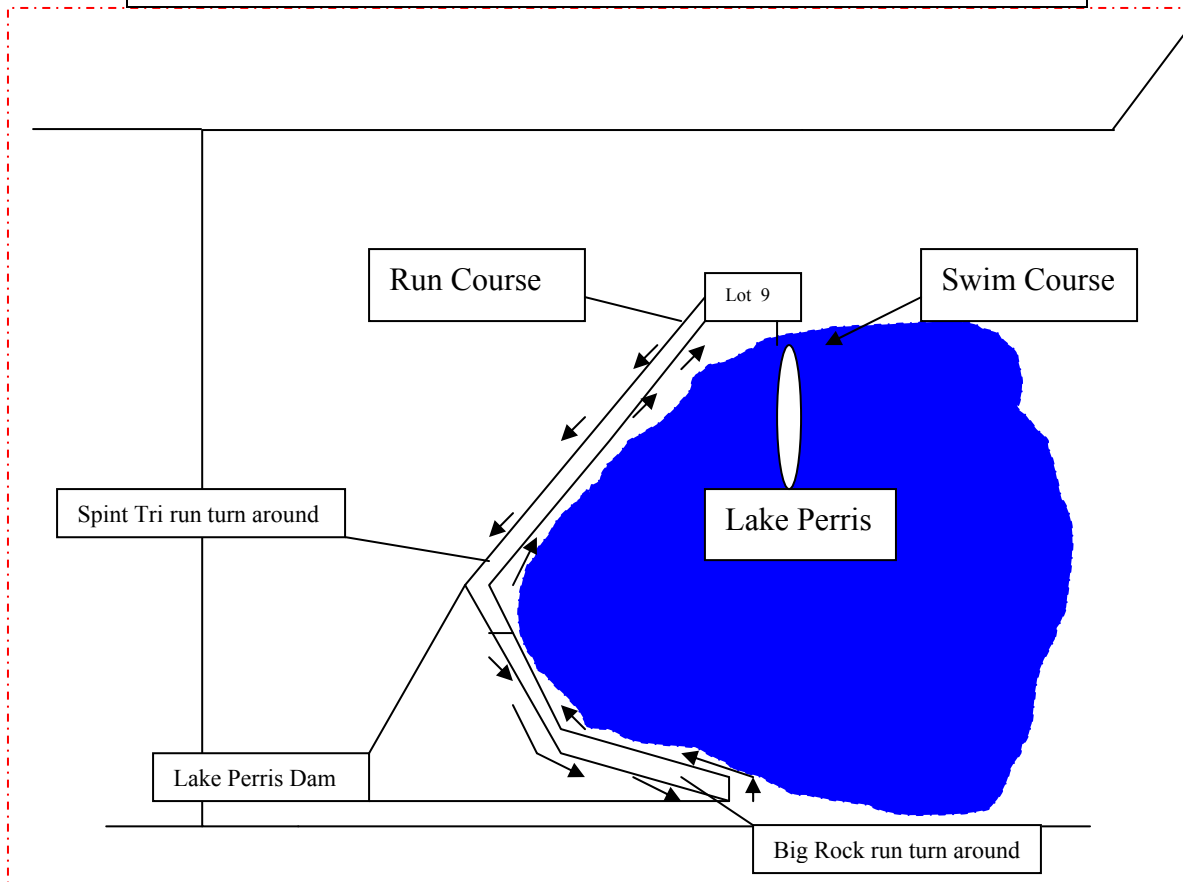 Run Course
Lot 9
Swim Course
Spint Tri run turn around
Lake Perris
Lake Perris Dam
Big Rock run turn around